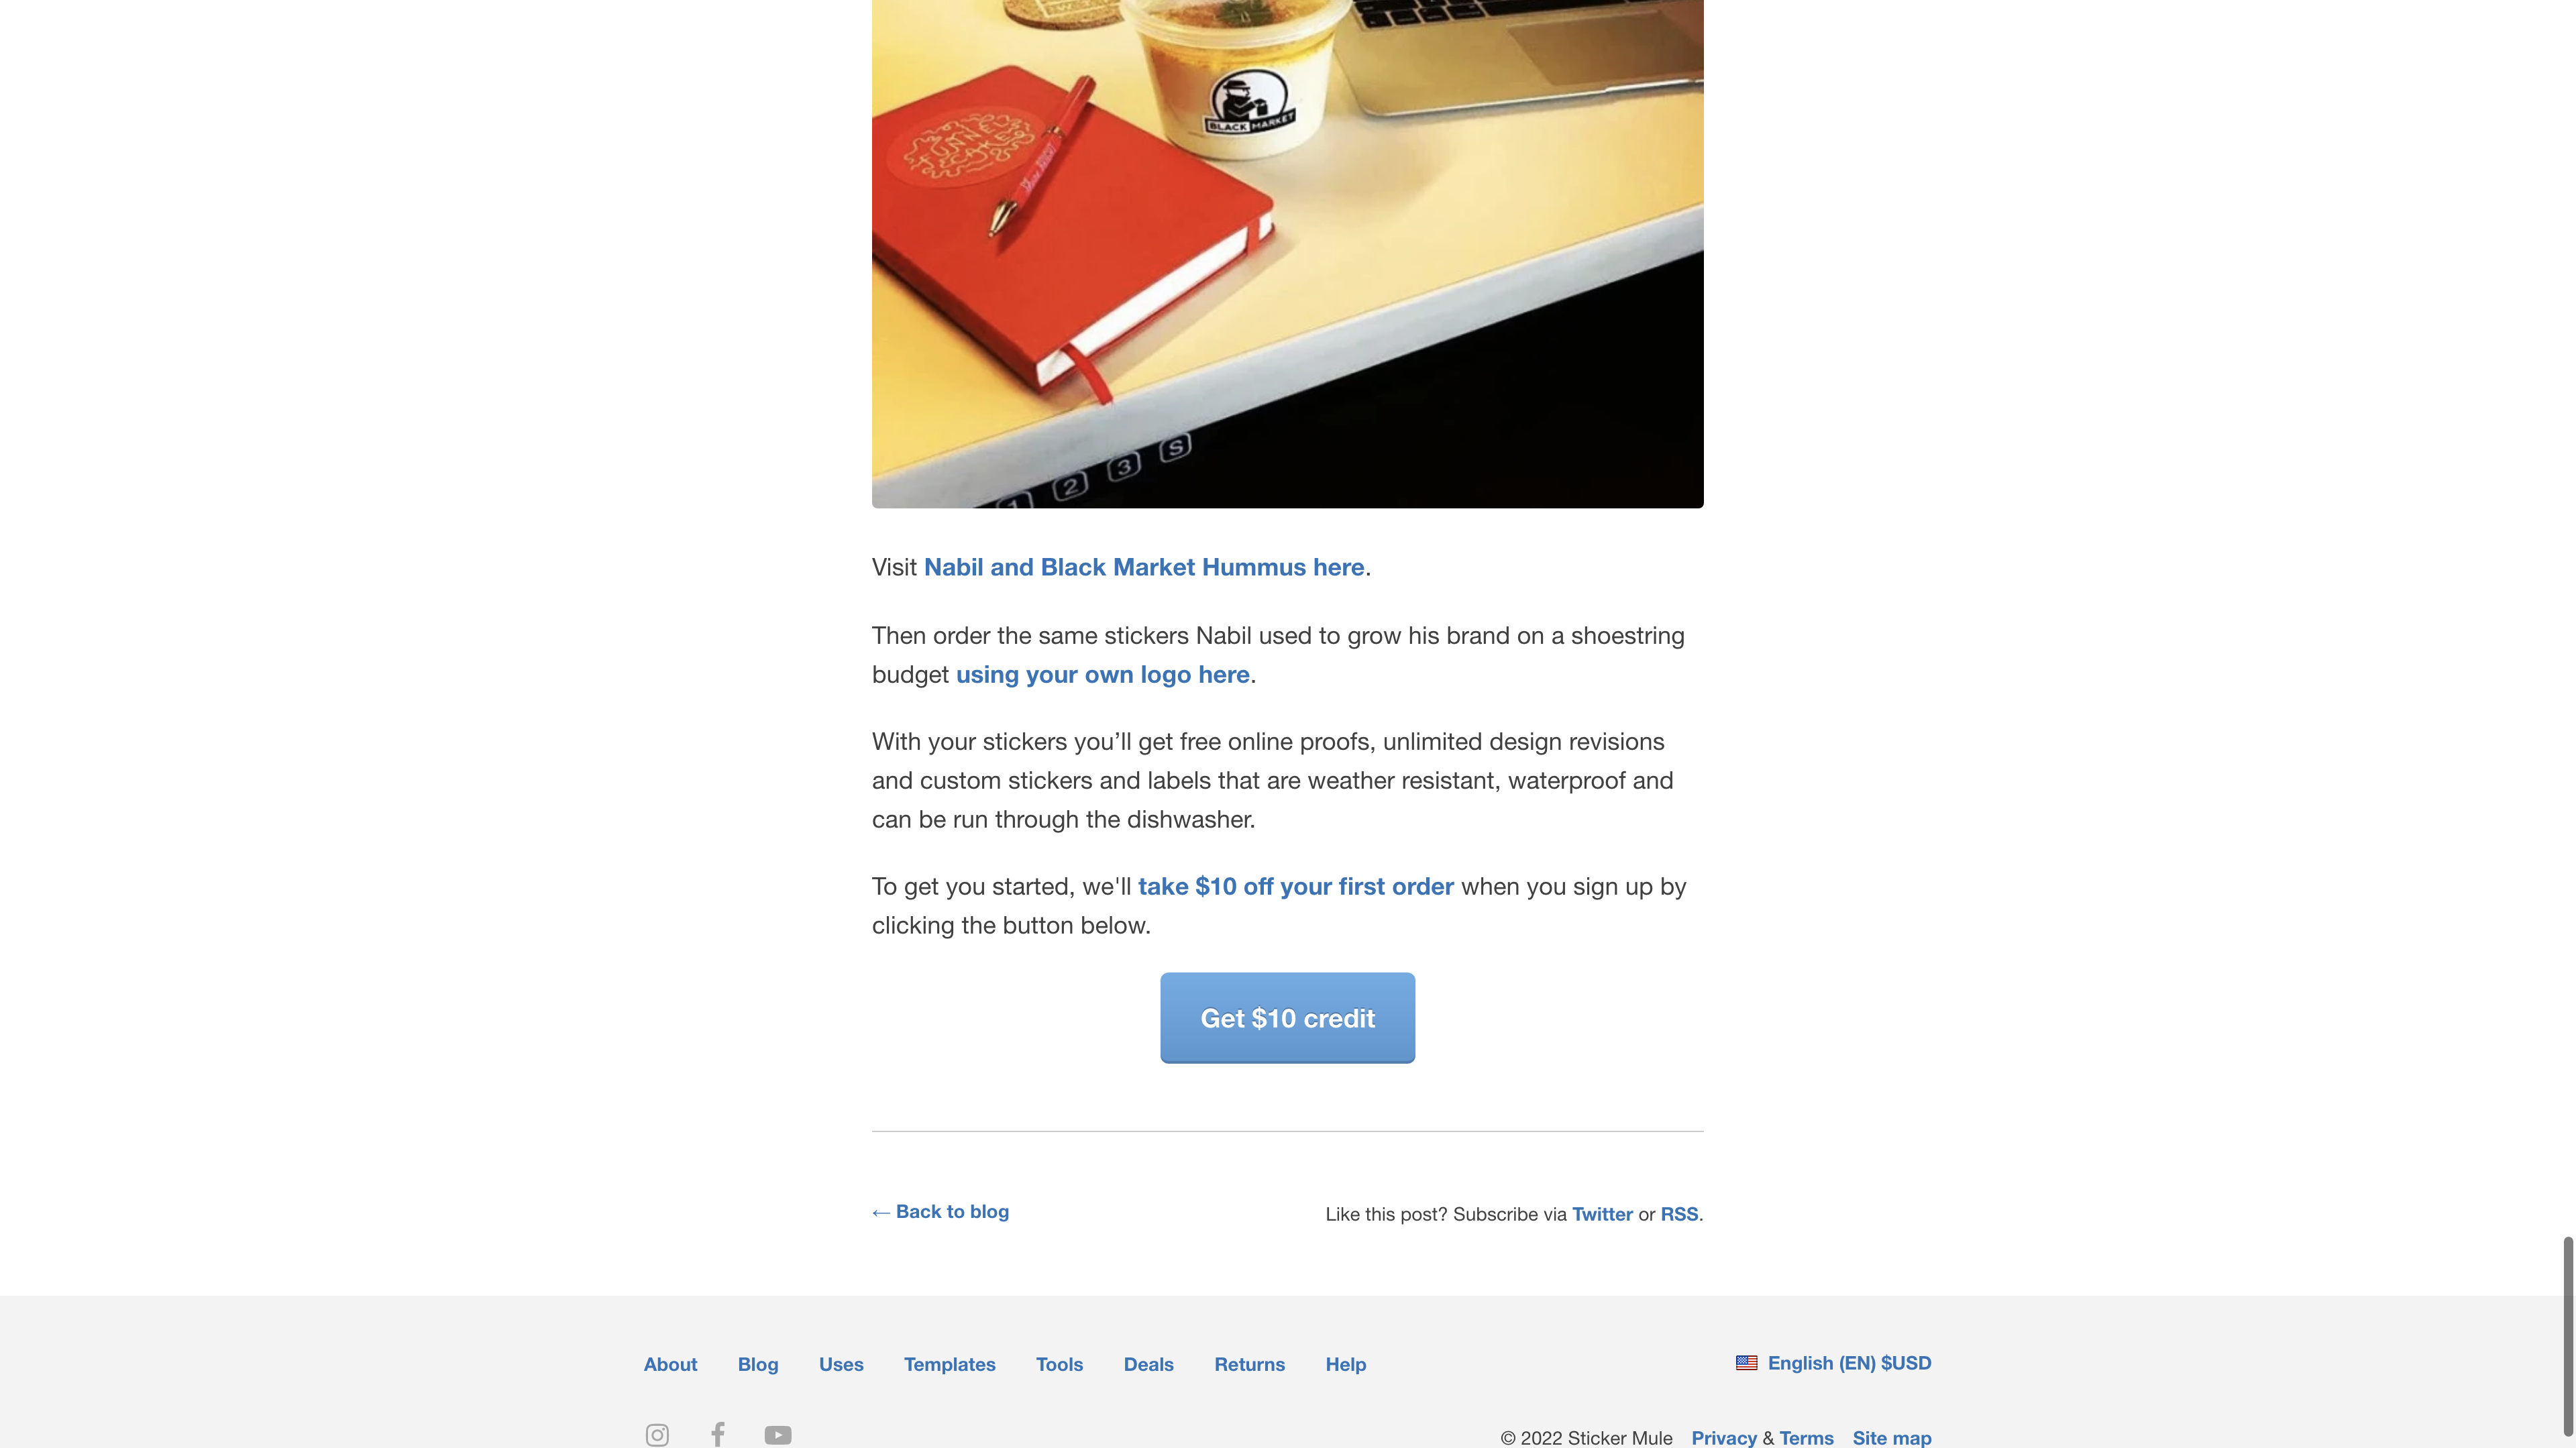 FUNNEL
CAKE
BLACK MARKET
1 2 3 S
Visit Nabil and Black Market Hummus here.
Then order the same stickers Nabil used to grow his brand on a shoestring
budget using your own logo here.
With your stickers you’ll get free online proofs, unlimited design revisions
and custom stickers and labels that are weather resistant, waterproof and
can be run through the dishwasher.
To get you started, we'll take $10 off your first order when you sign up by
clicking the button below.
Get $10 credit
← Back to blog
Like this post? Subscribe via Twitter or RSS.
About Blog Uses Templates Tools Deals Returns Help
English (EN) $USD
© 2022 Sticker Mule Privacy & Terms Site map